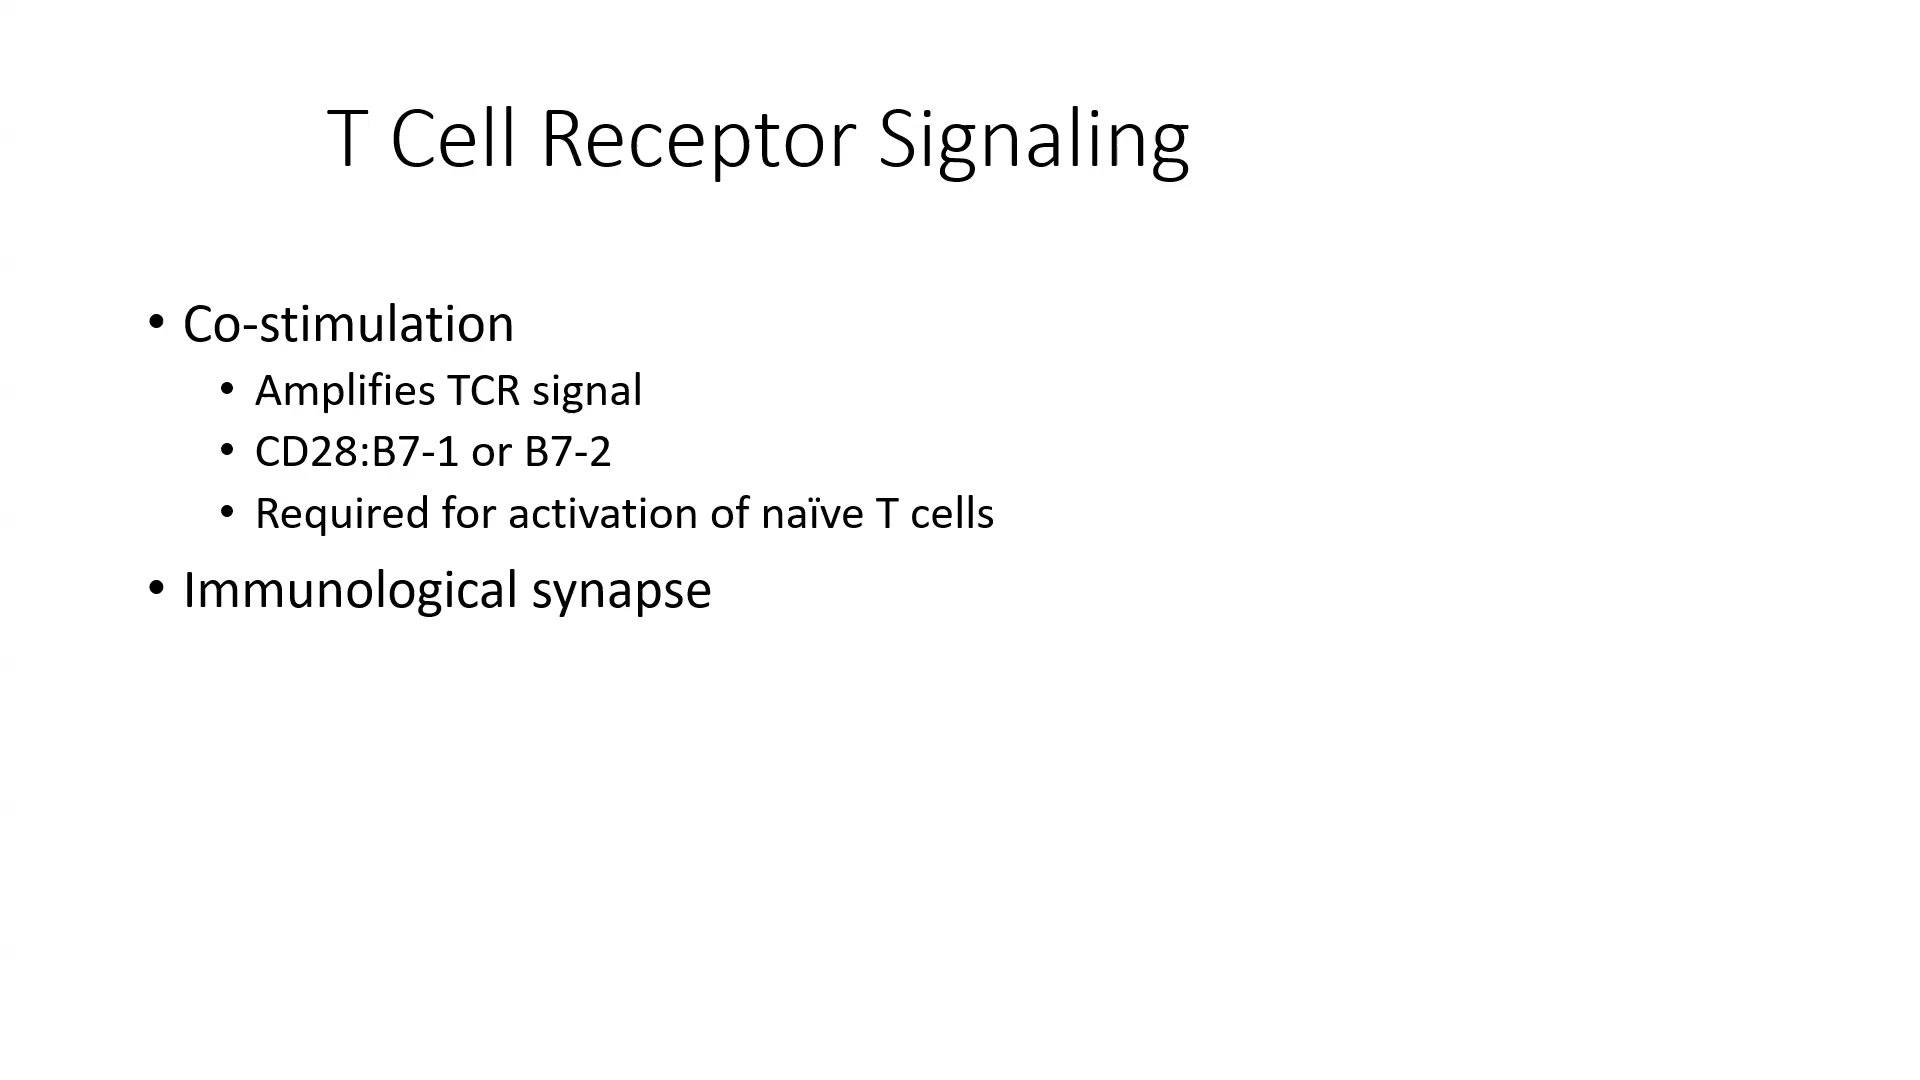 T Cell Receptor Signaling
• Co-stimulation
• Amplifies TCR signal
• CD28:B7-1 or B7-2
• Required for activation of naïve T cells
• Immunological synapse